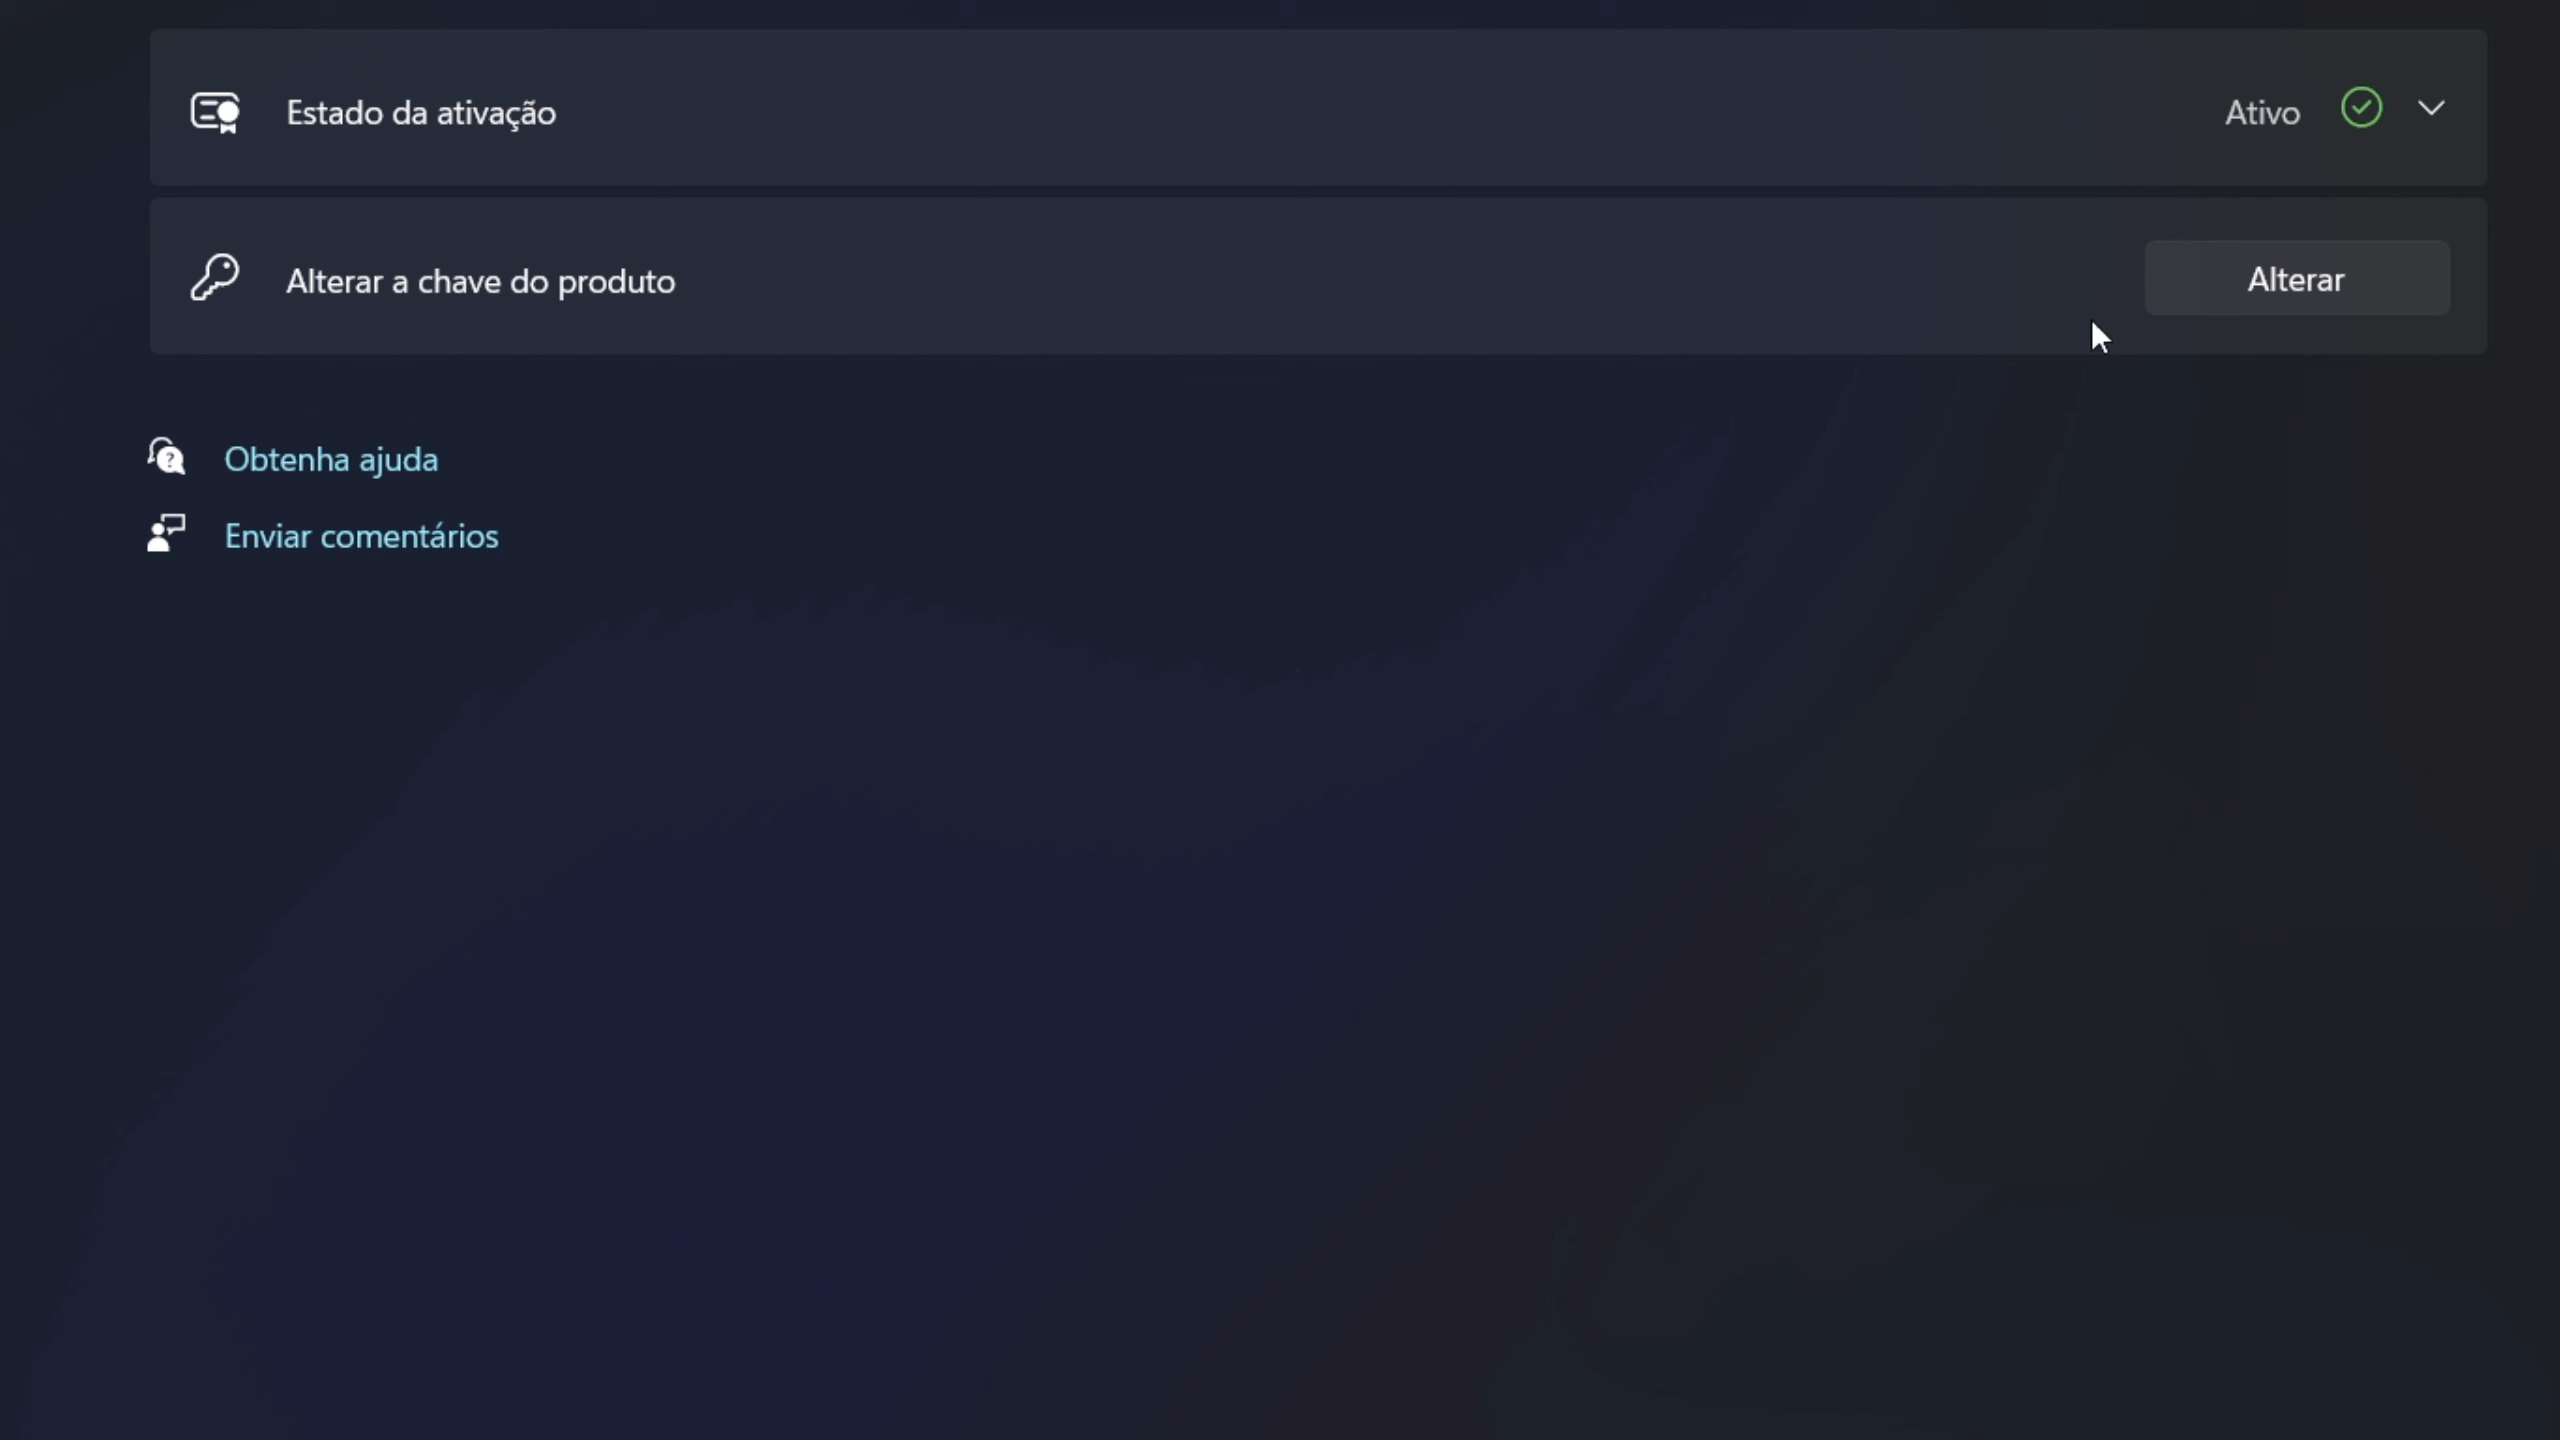 Estado da ativação
Ativo
Alterar a chave do produto
Alterar
Obtenha ajuda
Enviar comentários